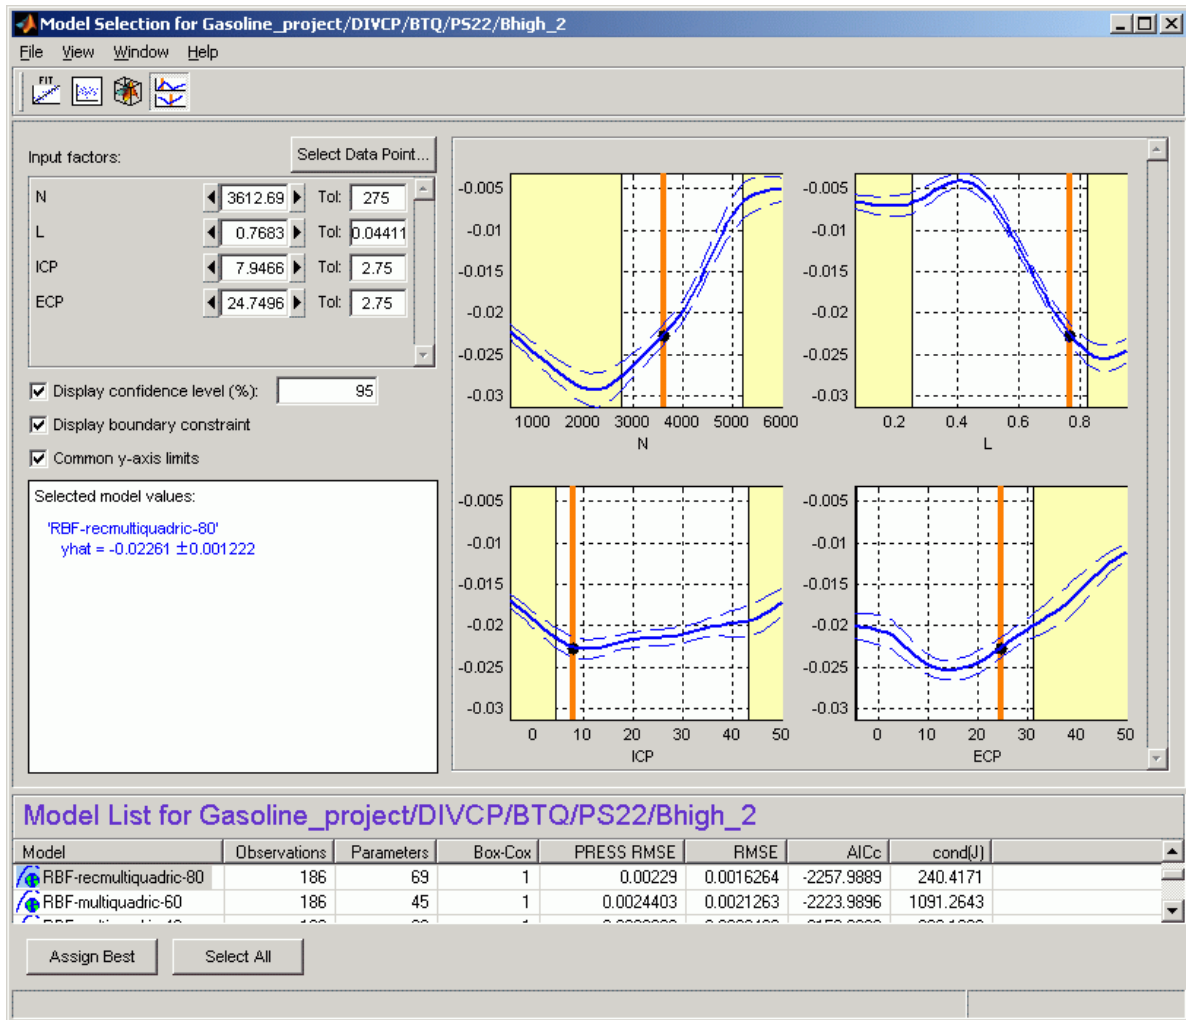 Model Selection for Gasoline_project/DIVCP/BTQ/PS22/Bhigh_2
File View Window Help
FIT
Input factors: Select Data Point...
N 3612.69 Tol: 275
L 0.7683 Tol: 0.04411
ICP 7.9466 Tol: 2.75
ECP 24.7496 Tol: 2.75
Display confidence level (%): 95
Display boundary constraint
Common y-axis limits
Selected model values:
'RBF-recmultiquadric-80'
yhat = -0.02261 ±0.001222
-0.005
-0.01
-0.015
-0.02
-0.025
-0.03
1000 2000 3000 4000 5000 6000
N
-0.005
-0.01
-0.015
-0.02
-0.025
-0.03
0.2 0.4 0.6 0.8
L
-0.005
-0.01
-0.015
-0.02
-0.025
-0.03
0 10 20 30 40 50
ICP
-0.005
-0.01
-0.015
-0.02
-0.025
-0.03
0 10 20 30 40 50
ECP
Model List for Gasoline_project/DIVCP/BTQ/PS22/Bhigh_2
Model Observations Parameters Box-Cox PRESS RMSE RMSE AICc cond(J)
RBF-recmultiquadric-80 186 69 1 0.00229 0.0016264 -2257.9889 240.4171
RBF-multiquadric-60 186 45 1 0.0024403 0.0021263 -2223.9896 1091.2643
Assign Best Select All